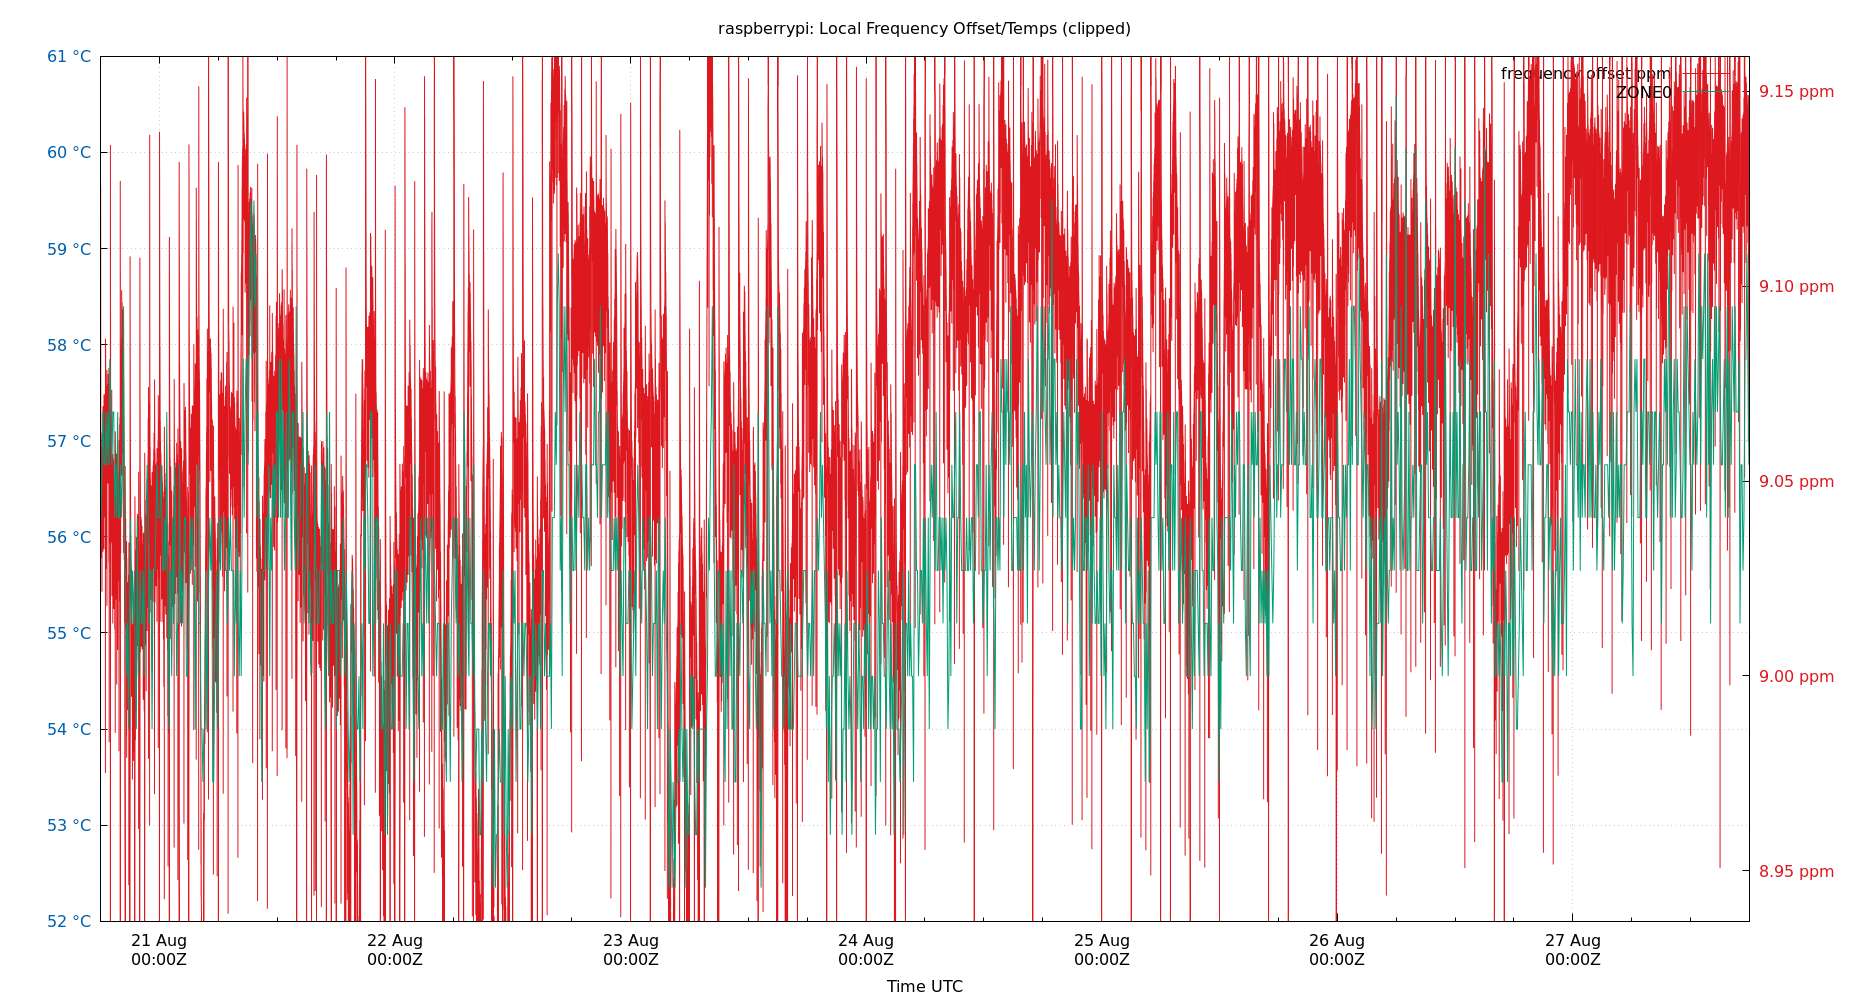 raspberrypi: Local Frequency Offset/Temps (clipped)
61 °C
60 °C
59 °C
58 °C
57 °C
56 °C
55 °C
54 °C
53 °C
52 °C
frequency offset ppm
ZONE0
9.15 ppm
9.10 ppm
9.05 ppm
9.00 ppm
8.95 ppm
21 Aug
00:00Z
22 Aug
00:00Z
23 Aug
00:00Z
24 Aug
00:00Z
25 Aug
00:00Z
26 Aug
00:00Z
27 Aug
00:00Z
Time UTC